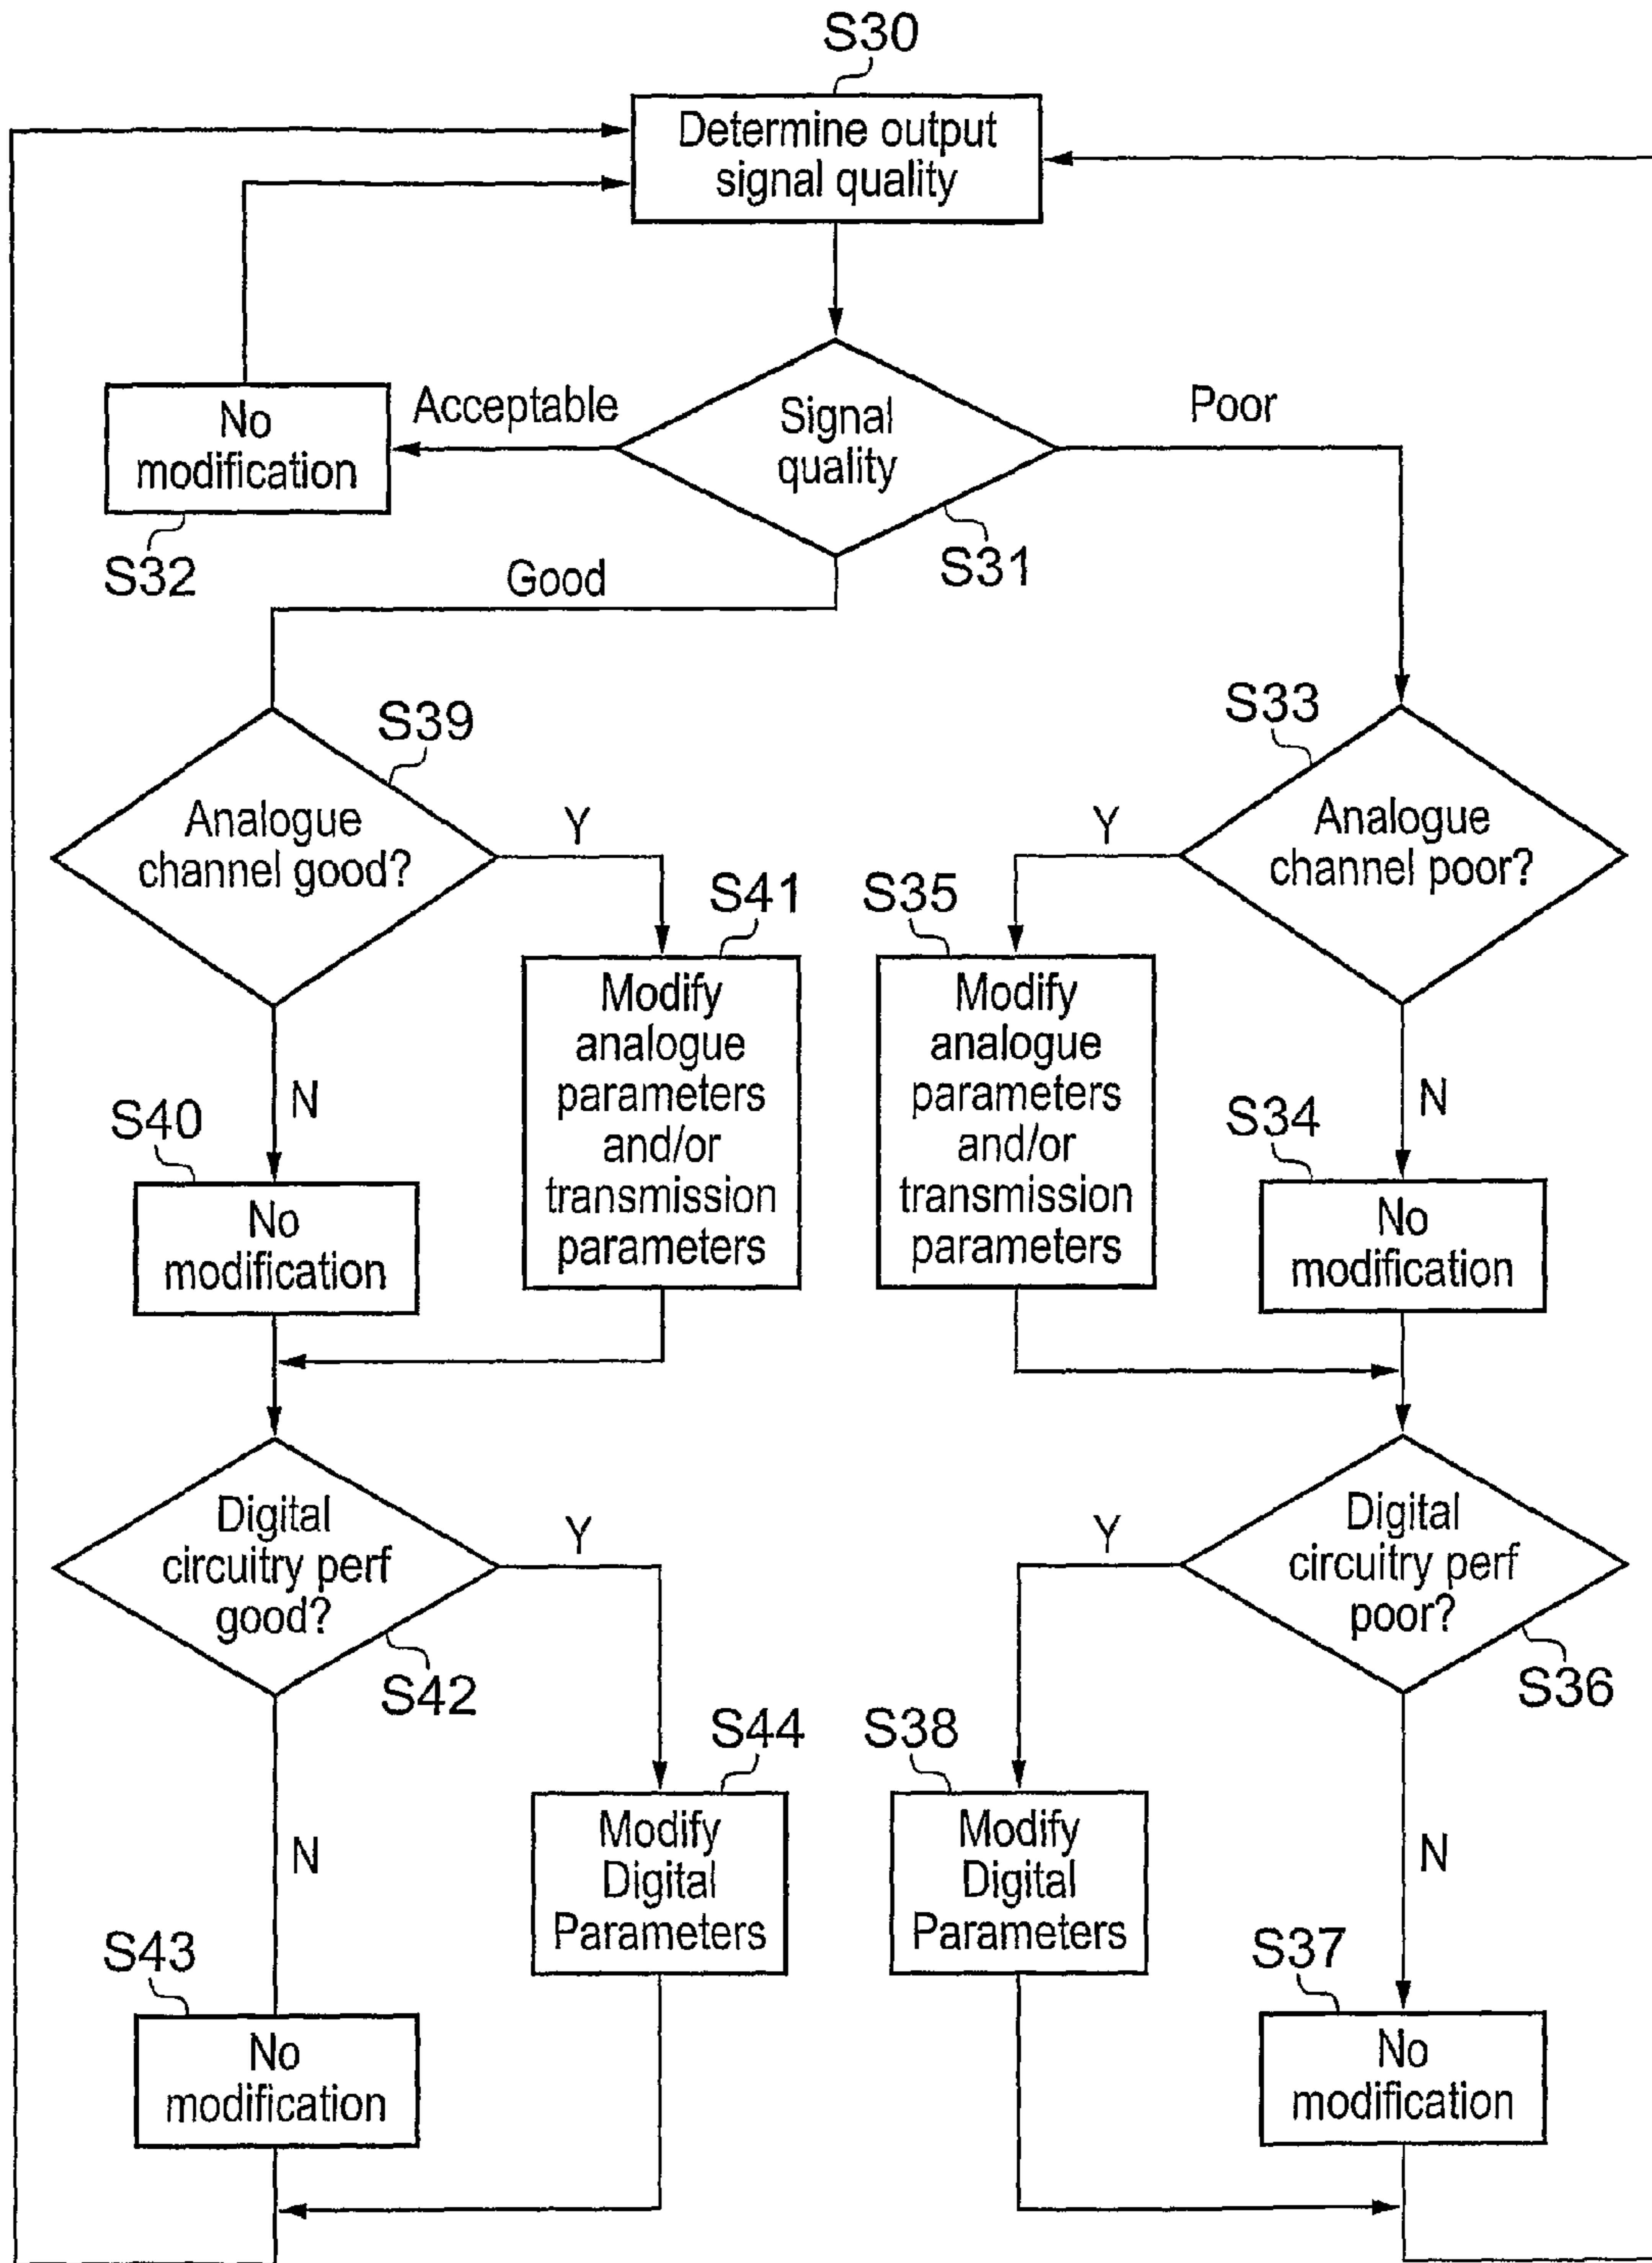 S30
Determine output
signal quality
No
modification
S32
Acceptable
Signal
quality
S31
Poor
Good
S39
Analogue
channel good?
Y
N
S33
Analogue
channel poor?
Y
N
S41
Modify
analogue
parameters
and/or
transmission
parameters
S35
Modify
analogue
parameters
and/or
transmission
parameters
S40
No
modification
S34
No
modification
Digital
circuitry perf
good?
S42
Y
N
Digital
circuitry perf
poor?
S36
Y
N
S44
Modify
Digital
Parameters
S38
Modify
Digital
Parameters
S43
No
modification
S37
No
modification